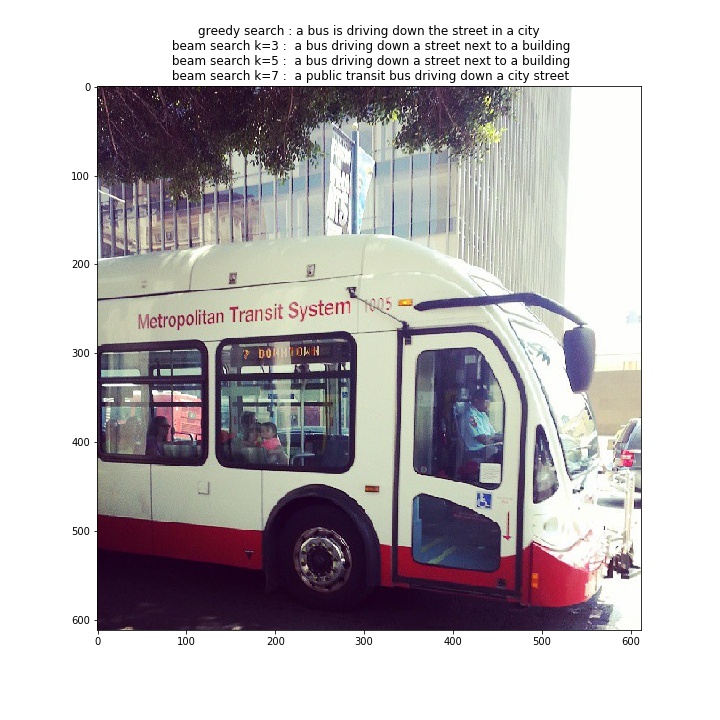 greedy search : a bus is driving down the street in a city
beam search k=3 :  a bus driving down a street next to a building
beam search k=5 :  a bus driving down a street next to a building
beam search k=7 :  a public transit bus driving down a city street
0
100
200
300
400
500
600
Metropolitan Transit System 1005
DOWNTOWN
0 100 200 300 400 500 600